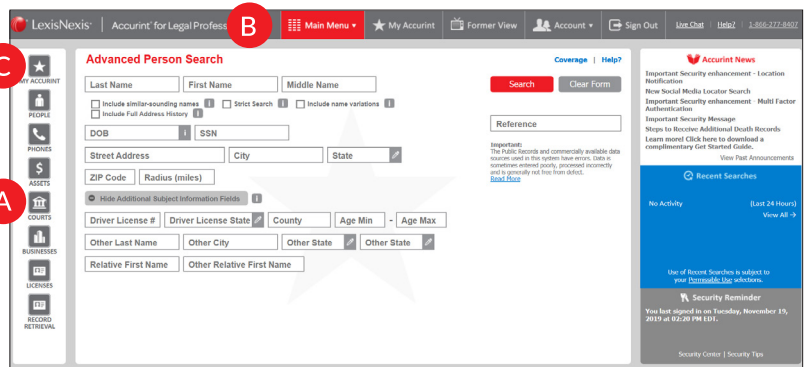 LexisNexis® | Accurint® for Legal Profess
B
Main Menu
My Accurint
Former View
Account
Sign Out
Live Chat | Help? | 1-866-277-8407
C
MY ACCURINT
PEOPLE
PHONES
ASSETS
A
COURTS
BUSINESSES
LICENSES
RECORD
RETRIEVAL
Advanced Person Search
Coverage | Help?
Last Name First Name Middle Name
Search Clear Form
Include similar-sounding names i Strict Search i Include name variations i
Include Full Address History i
DOB i SSN
Reference
Street Address City State
ZIP Code Radius (miles)
Important:
The Public Records and commercially available data
sources used in this system have errors. Data is
sometimes entered poorly, processed incorrectly
and is generally not free from defect.
Read More
Hide Additional Subject Information Fields i
Driver License # Driver License State County Age Min - Age Max
Other Last Name Other City Other State Other State
Relative First Name Other Relative First Name
Accurint News
Important Security enhancement - Location
Notification
New Social Media Locator Search
Important Security enhancement - Multi Factor
Authentication
Important Security Message
Steps to Receive Additional Death Records
Learn more! Click here to download a
complimentary Get Started Guide.
View Past Announcements
Recent Searches
No Activity (Last 24 Hours)
View All →
Use of Recent Searches is subject to
your Permissible Use selections.
Security Reminder
You last signed in on Tuesday, November 19,
2019 at 02:20 PM EDT.
Security Center | Security Tips